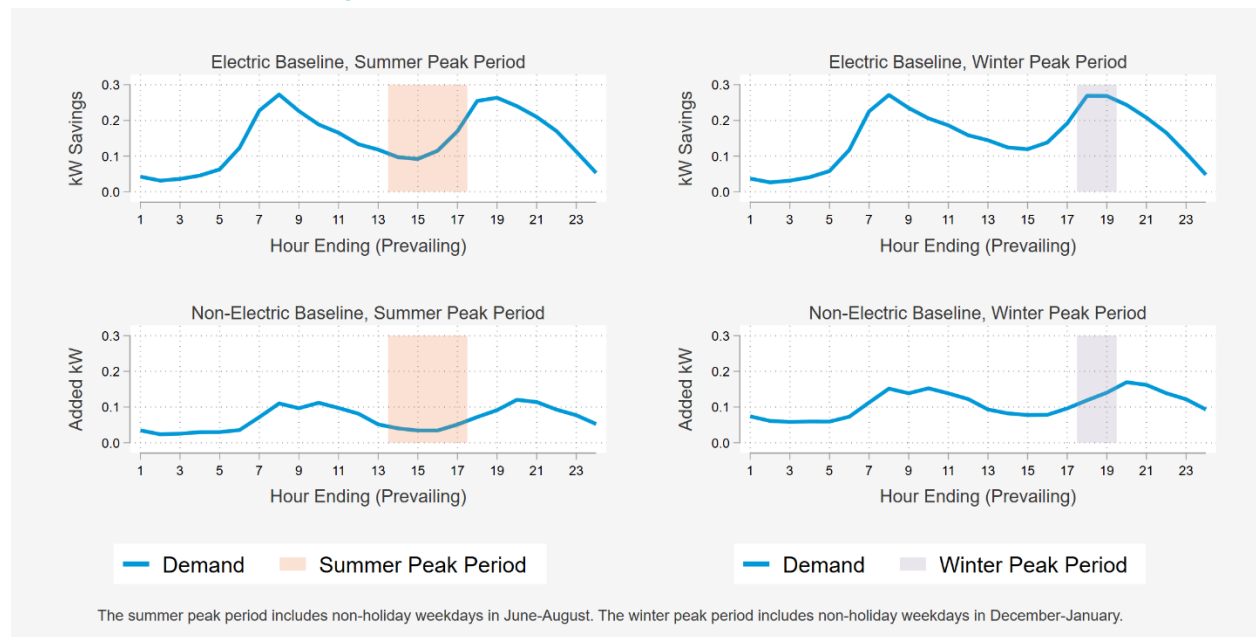 Electric Baseline, Summer Peak Period
kW Savings
0.3
0.2
0.1
0.0
1 3 5 7 9 11 13 15 17 19 21 23
Hour Ending (Prevailing)
Electric Baseline, Winter Peak Period
kW Savings
0.3
0.2
0.1
0.0
1 3 5 7 9 11 13 15 17 19 21 23
Hour Ending (Prevailing)
Non-Electric Baseline, Summer Peak Period
Added kW
0.3
0.2
0.1
0.0
1 3 5 7 9 11 13 15 17 19 21 23
Hour Ending (Prevailing)
Non-Electric Baseline, Winter Peak Period
Added kW
0.3
0.2
0.1
0.0
1 3 5 7 9 11 13 15 17 19 21 23
Hour Ending (Prevailing)
Demand Summer Peak Period
Demand Winter Peak Period
The summer peak period includes non-holiday weekdays in June-August. The winter peak period includes non-holiday weekdays in December-January.